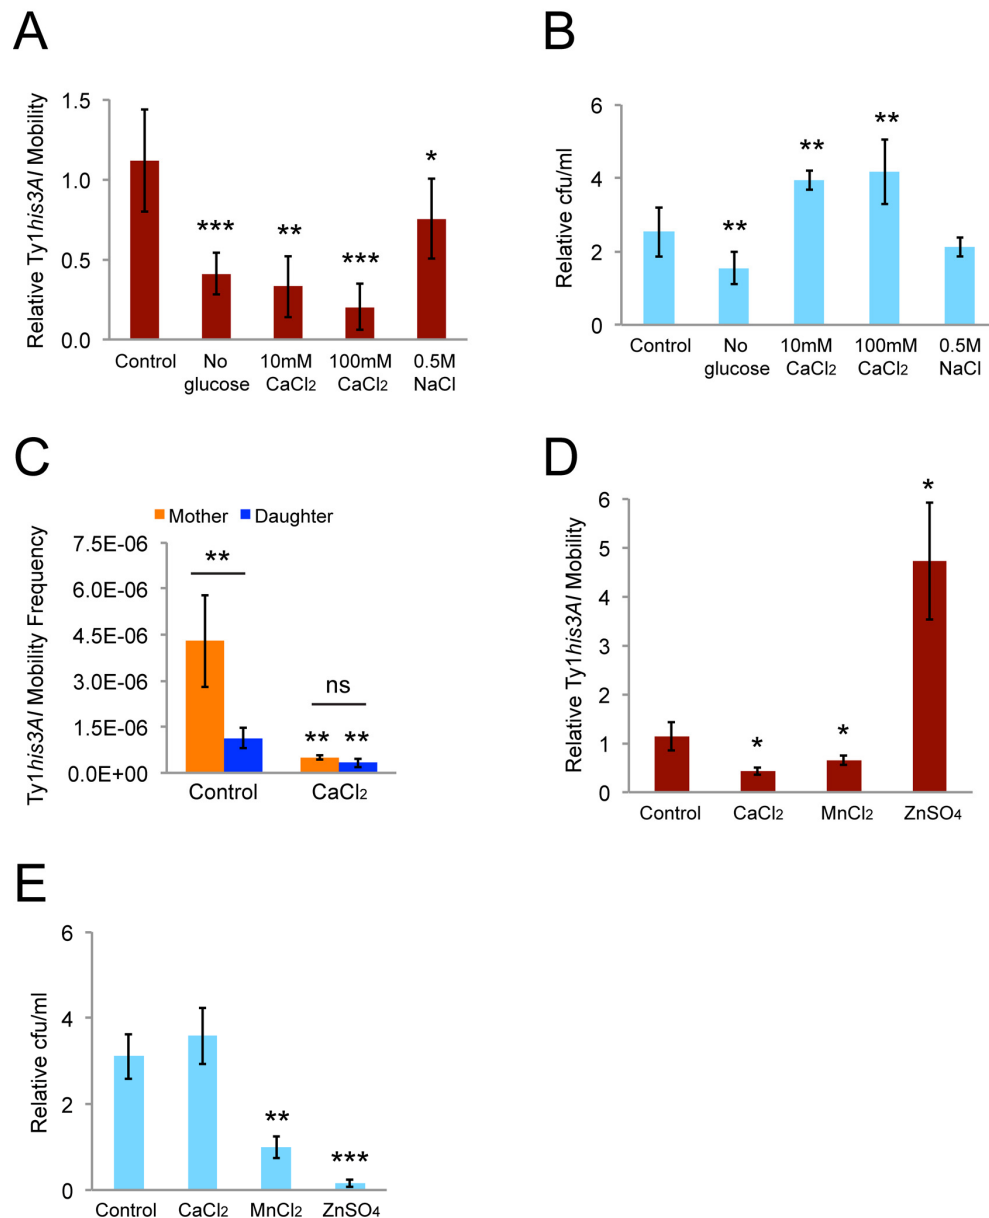 A
Relative Ty1his3AI Mobility
1.5
1.0
0.5
0.0
***
**
***
*
Control
No glucose
10mM CaCl2
100mM CaCl2
0.5M NaCl
B
Relative cfu/ml
6
4
2
0
**
**
**
Control
No glucose
10mM CaCl2
100mM CaCl2
0.5M NaCl
C
Mother
Daughter
Ty1his3AI Mobility Frequency
7.5E-06
6.0E-06
4.5E-06
3.0E-06
1.5E-06
0.0E+00
**
ns
**
**
Control
CaCl2
D
Relative Ty1his3AI Mobility
6
5
4
3
2
1
0
*
*
*
Control
CaCl2
MnCl2
ZnSO4
E
Relative cfu/ml
6
4
2
0
**
***
Control
CaCl2
MnCl2
ZnSO4